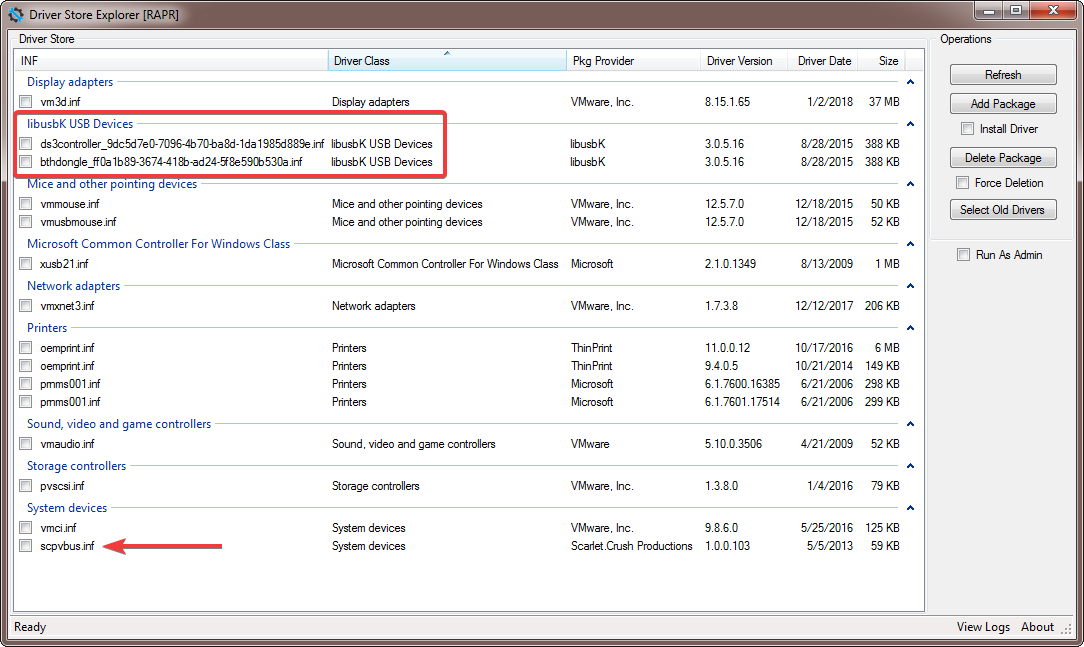 Driver Store Explorer [RAPR]
Driver Store
Operations
INF Driver Class Pkg Provider Driver Version Driver Date Size
Display adapters
vm3d.inf Display adapters VMware, Inc. 8.15.1.65 1/2/2018 37 MB
libusbK USB Devices
ds3controller_9dc5d7e0-7096-4b70-ba8d-1da1985d889e.inf libusbK USB Devices libusbK 3.0.5.16 8/28/2015 388 KB
bthdongle_ff0a1b89-3674-418b-ad24-5f8e590b530a.inf libusbK USB Devices libusbK 3.0.5.16 8/28/2015 388 KB
Mice and other pointing devices
vmmouse.inf Mice and other pointing devices VMware, Inc. 12.5.7.0 12/18/2015 50 KB
vmusbmouse.inf Mice and other pointing devices VMware, Inc. 12.5.7.0 12/18/2015 52 KB
Microsoft Common Controller For Windows Class
xusb21.inf Microsoft Common Controller For Windows Class Microsoft 2.1.0.1349 8/13/2009 1 MB
Network adapters
vmxnet3.inf Network adapters VMware, Inc. 1.7.3.8 12/12/2017 206 KB
Printers
oemprint.inf Printers ThinPrint 11.0.0.12 10/17/2016 6 MB
oemprint.inf Printers ThinPrint 9.4.0.5 10/21/2014 149 KB
prnms001.inf Printers Microsoft 6.1.7600.16385 6/21/2006 298 KB
prnms001.inf Printers Microsoft 6.1.7601.17514 6/21/2006 299 KB
Sound, video and game controllers
vmaudio.inf Sound, video and game controllers VMware 5.10.0.3506 4/21/2009 52 KB
Storage controllers
pvscsi.inf Storage controllers VMware, Inc. 1.3.8.0 1/4/2016 79 KB
System devices
vmci.inf System devices VMware, Inc. 9.8.6.0 5/25/2016 125 KB
scpvbus.inf System devices Scarlet.Crush Productions 1.0.0.103 5/5/2013 59 KB
Refresh
Add Package
Install Driver
Delete Package
Force Deletion
Select Old Drivers
Run As Admin
Ready
View Logs About